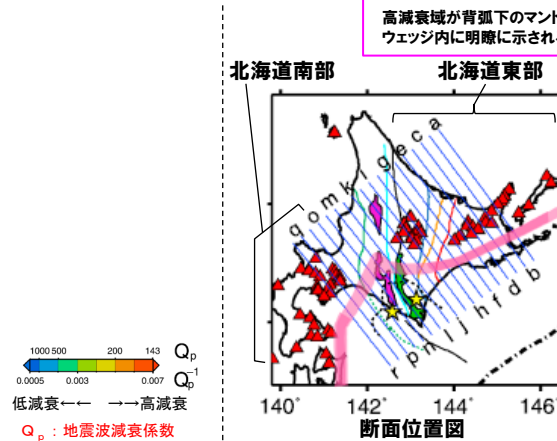 高減衰域が背弧下のマント
ウェッジ内に明瞭に示され
北海道南部
北海道東部
q o m k i g e c a
r p n l j h f d b
140˚ 142˚ 144˚ 146˚
断面位置図
1000 500 200 143 Qp
0.0005 0.003 0.007 Qp⁻¹
低減衰←← →→高減衰
Qp : 地震波減衰係数